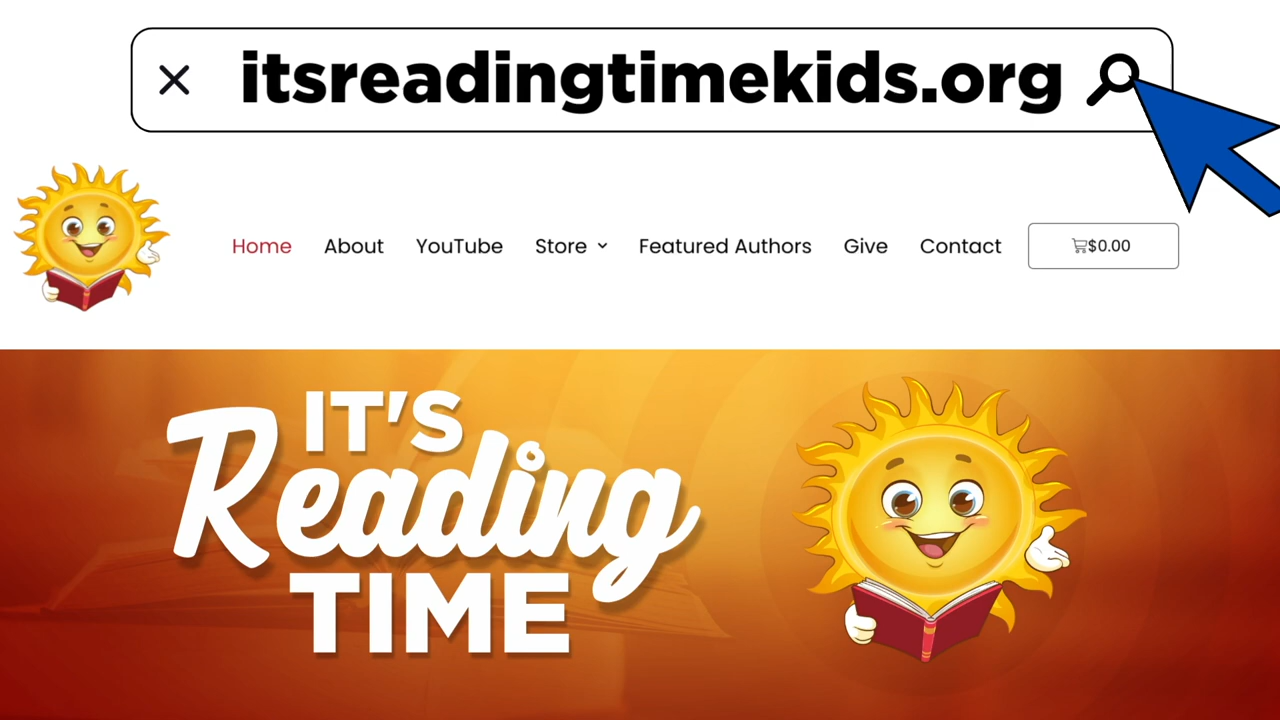 itsreadingtimekids.org
Home About YouTube Store Featured Authors Give Contact $0.00
IT'S
Reading
TIME